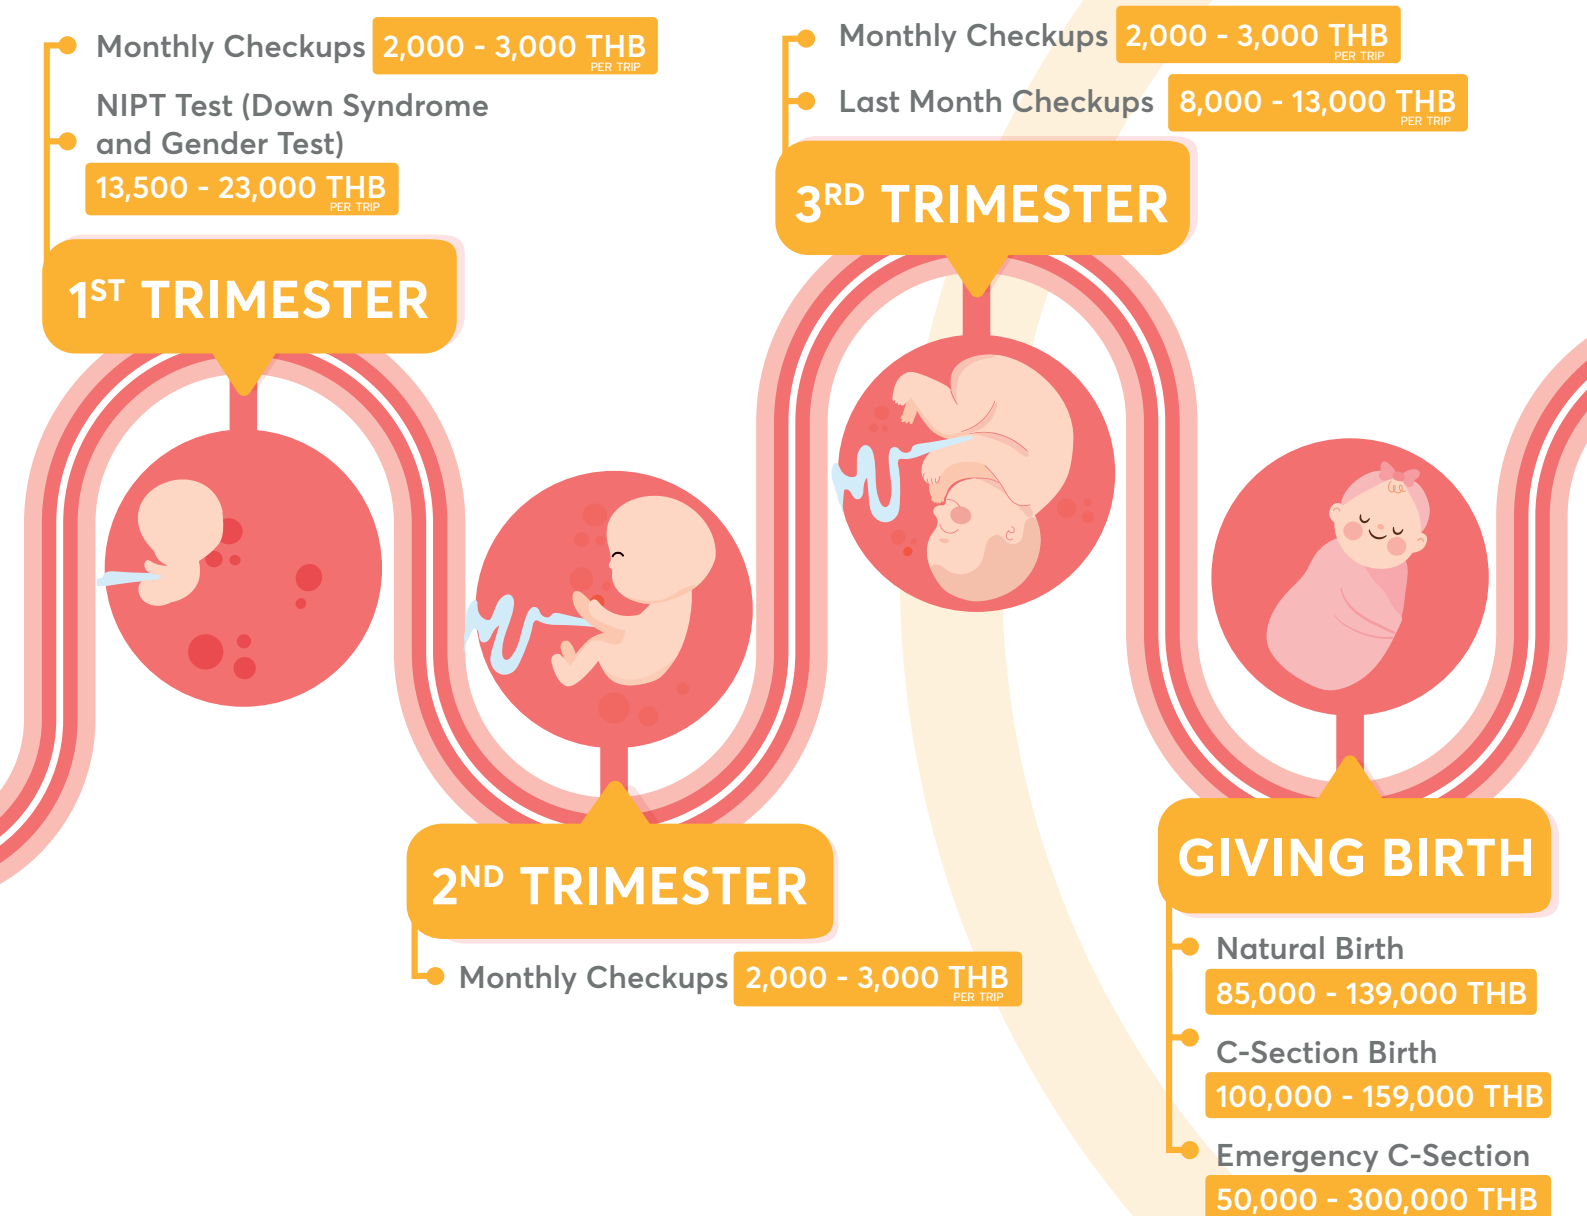 Monthly Checkups 2,000 - 3,000 THB
PER TRIP
NIPT Test (Down Syndrome
and Gender Test)
13,500 - 23,000 THB
PER TRIP
1ST TRIMESTER
Monthly Checkups 2,000 - 3,000 THB
PER TRIP
Last Month Checkups 8,000 - 13,000 THB
PER TRIP
3RD TRIMESTER
2ND TRIMESTER
Monthly Checkups 2,000 - 3,000 THB
PER TRIP
GIVING BIRTH
Natural Birth
85,000 - 139,000 THB
C-Section Birth
100,000 - 159,000 THB
Emergency C-Section
50,000 - 300,000 THB